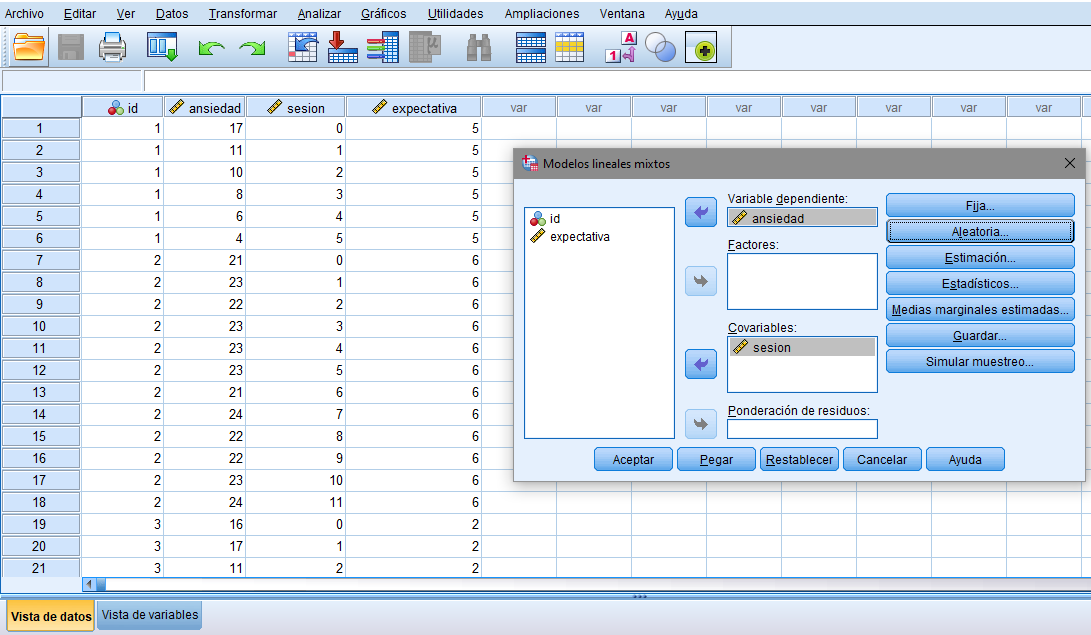 Archivo Editar Ver Datos Transformar Analizar Gráficos Utilidades Ampliaciones Ventana Ayuda
A
1
id ansiedad sesion expectativa var var var var var var var var
1 1 17 0 5
2 1 11 1 5
3 1 10 2 5
4 1 8 3 5
5 1 6 4 5
6 1 4 5 5
7 2 21 0 6
8 2 23 1 6
9 2 22 2 6
10 2 23 3 6
11 2 23 4 6
12 2 23 5 6
13 2 21 6 6
14 2 24 7 6
15 2 22 8 6
16 2 22 9 6
17 2 23 10 6
18 2 24 11 6
19 3 16 0 2
20 3 17 1 2
21 3 11 2 2
Modelos lineales mixtos
id
expectativa
Variable dependiente:
ansiedad
Factores:
Covariables:
sesion
Ponderación de residuos:
Fija...
Aleatoria...
Estimación...
Estadísticos...
Medias marginales estimadas...
Guardar...
Simular muestreo...
Aceptar Pegar Restablecer Cancelar Ayuda
Vista de datos Vista de variables